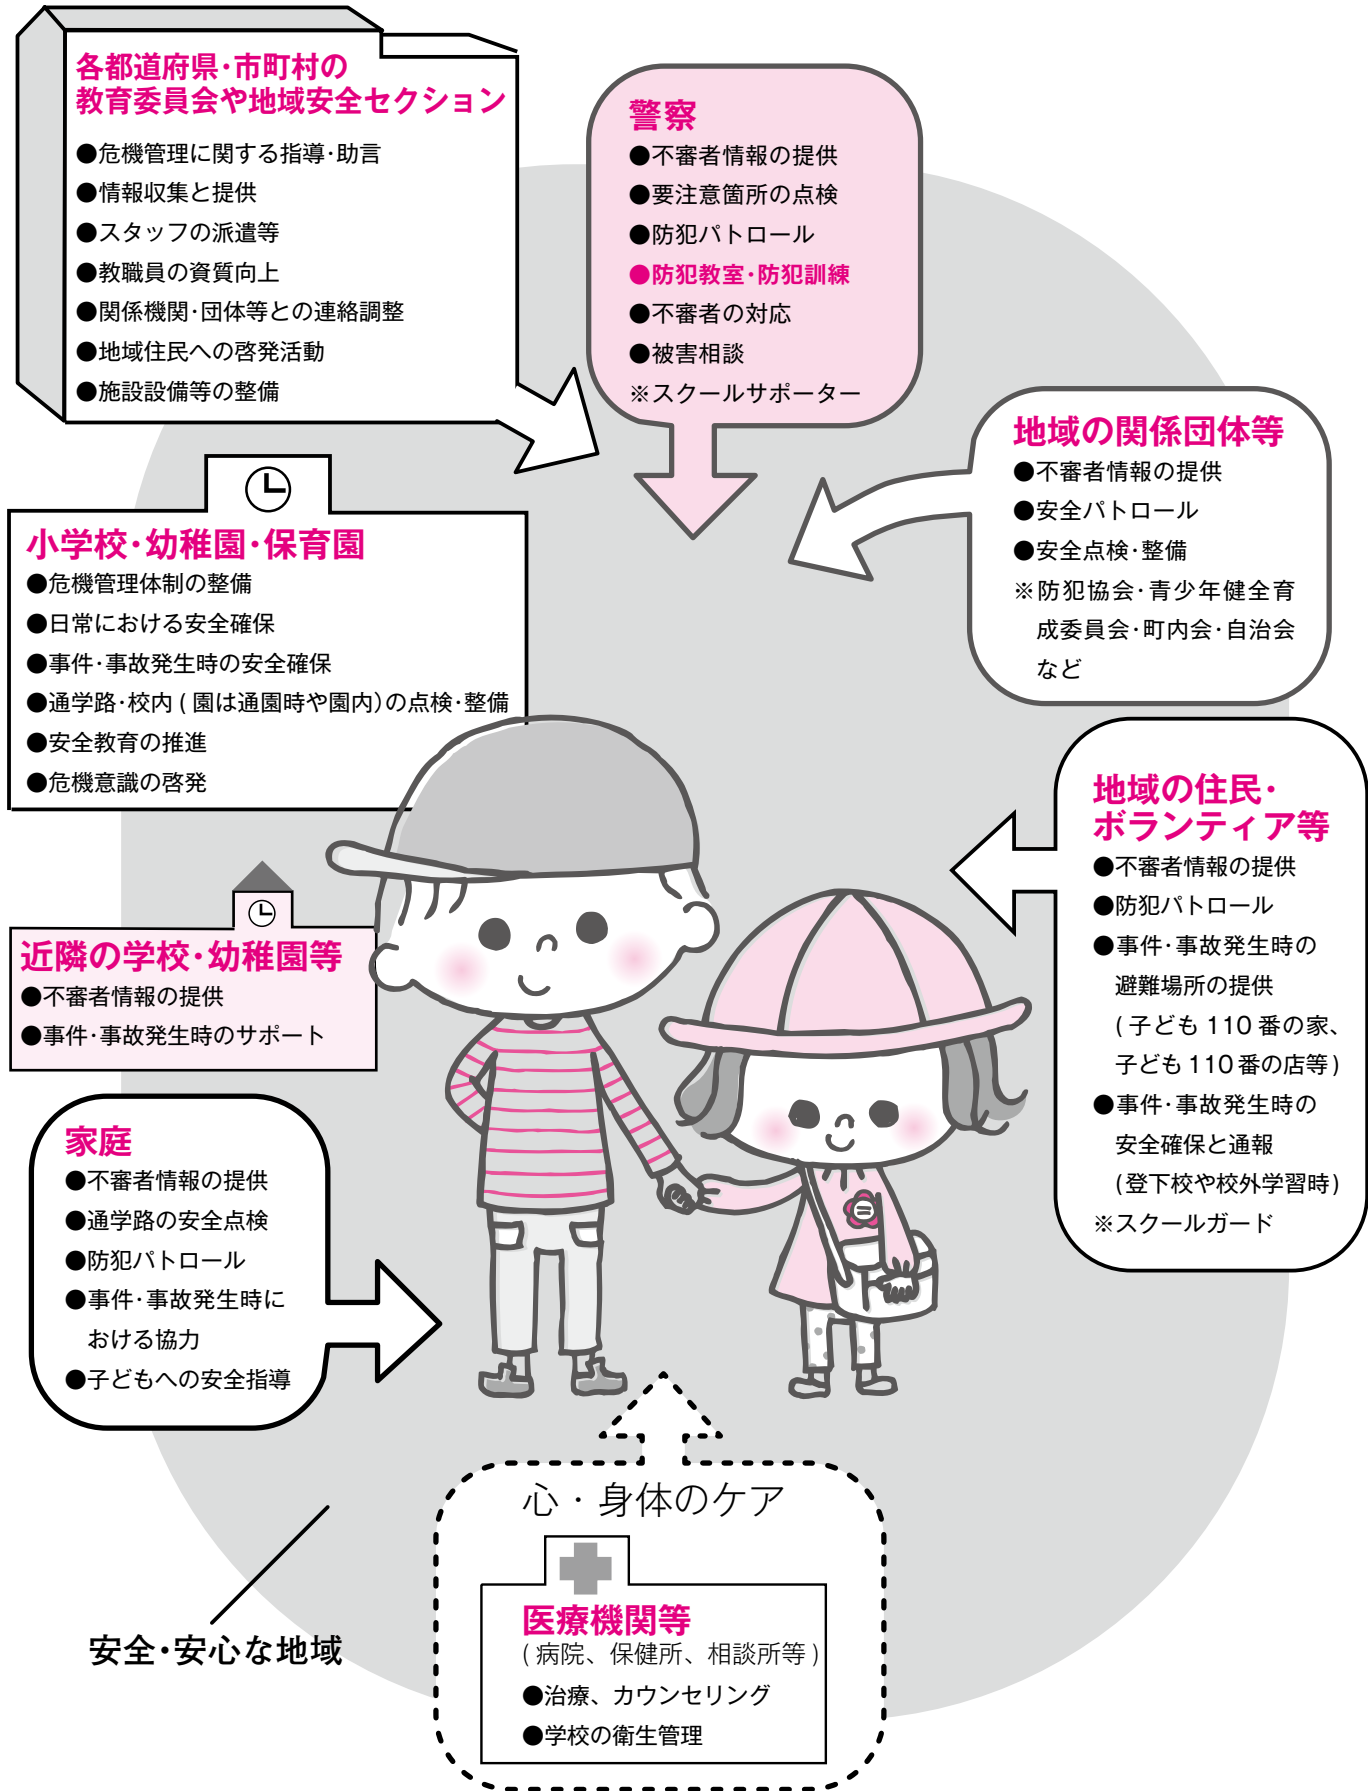 各都道府県･市町村の
教育委員会や地域安全セクション
●危機管理に関する指導･助言
●情報収集と提供
●スタッフの派遣等
●教職員の資質向上
●関係機関･団体等との連絡調整
●地域住民への啓発活動
●施設設備等の整備
警察
●不審者情報の提供
●要注意箇所の点検
●防犯パトロール
●防犯教室･防犯訓練
●不審者の対応
●被害相談
※スクールサポーター
地域の関係団体等
●不審者情報の提供
●安全パトロール
●安全点検･整備
※防犯協会･青少年健全育
成委員会･町内会･自治会
など
小学校･幼稚園･保育園
●危機管理体制の整備
●日常における安全確保
●事件･事故発生時の安全確保
●通学路･校内 ( 園は通園時や園内)の点検･整備
●安全教育の推進
●危機意識の啓発
地域の住民･
ボランティア等
●不審者情報の提供
●防犯パトロール
●事件･事故発生時の
避難場所の提供
( 子ども 110 番の家、
子ども 110 番の店等 )
●事件･事故発生時の
安全確保と通報
(登下校や校外学習時)
※スクールガード
近隣の学校･幼稚園等
●不審者情報の提供
●事件･事故発生時のサポート
家庭
●不審者情報の提供
●通学路の安全点検
●防犯パトロール
●事件･事故発生時に
おける協力
●子どもへの安全指導
心・身体のケア
医療機関等
( 病院、保健所、相談所等 )
●治療、カウンセリング
●学校の衛生管理
安全･安心な地域